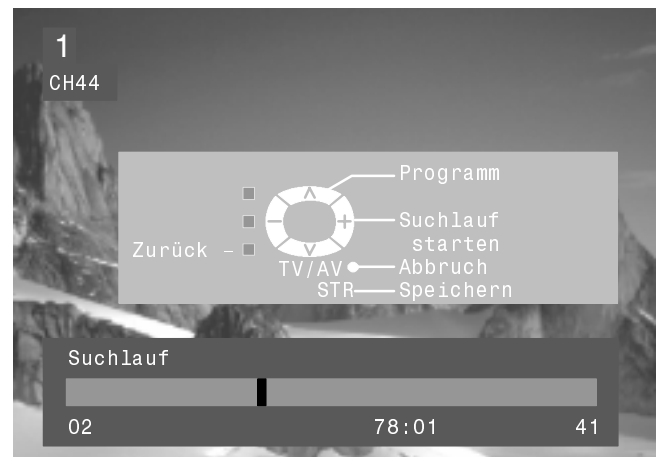 1
CH44
Programm
Suchlauf
starten
Zurück –
TV/AV Abbruch
STR Speichern
Suchlauf
02 78:01 41